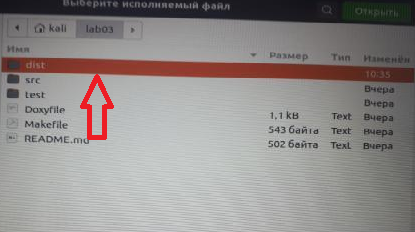 Выберите исполняемый файл Открыть
kali lab03
Имя Размер Тип Изменён
dist 10:35
src Вчера
test Вчера
Doxyfile 1,1 kB Text Вчера
Makefile 543 байта Text Вчера
README.md 502 байта Text Вчера